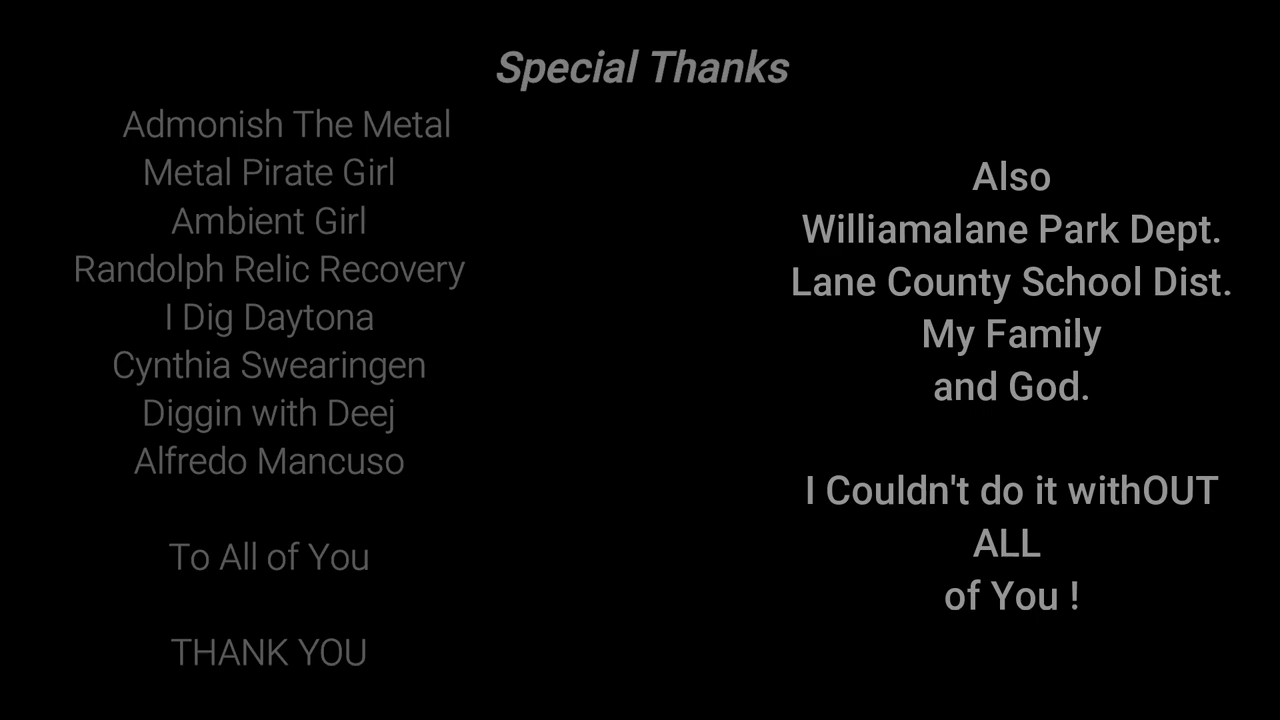 Special Thanks
Admonish The Metal
Metal Pirate Girl
Ambient Girl
Randolph Relic Recovery
I Dig Daytona
Cynthia Swearingen
Diggin with Deej
Alfredo Mancuso
To All of You
THANK YOU
Also
Williamalane Park Dept.
Lane County School Dist.
My Family
and God.
I Couldn't do it withOUT
ALL
of You !